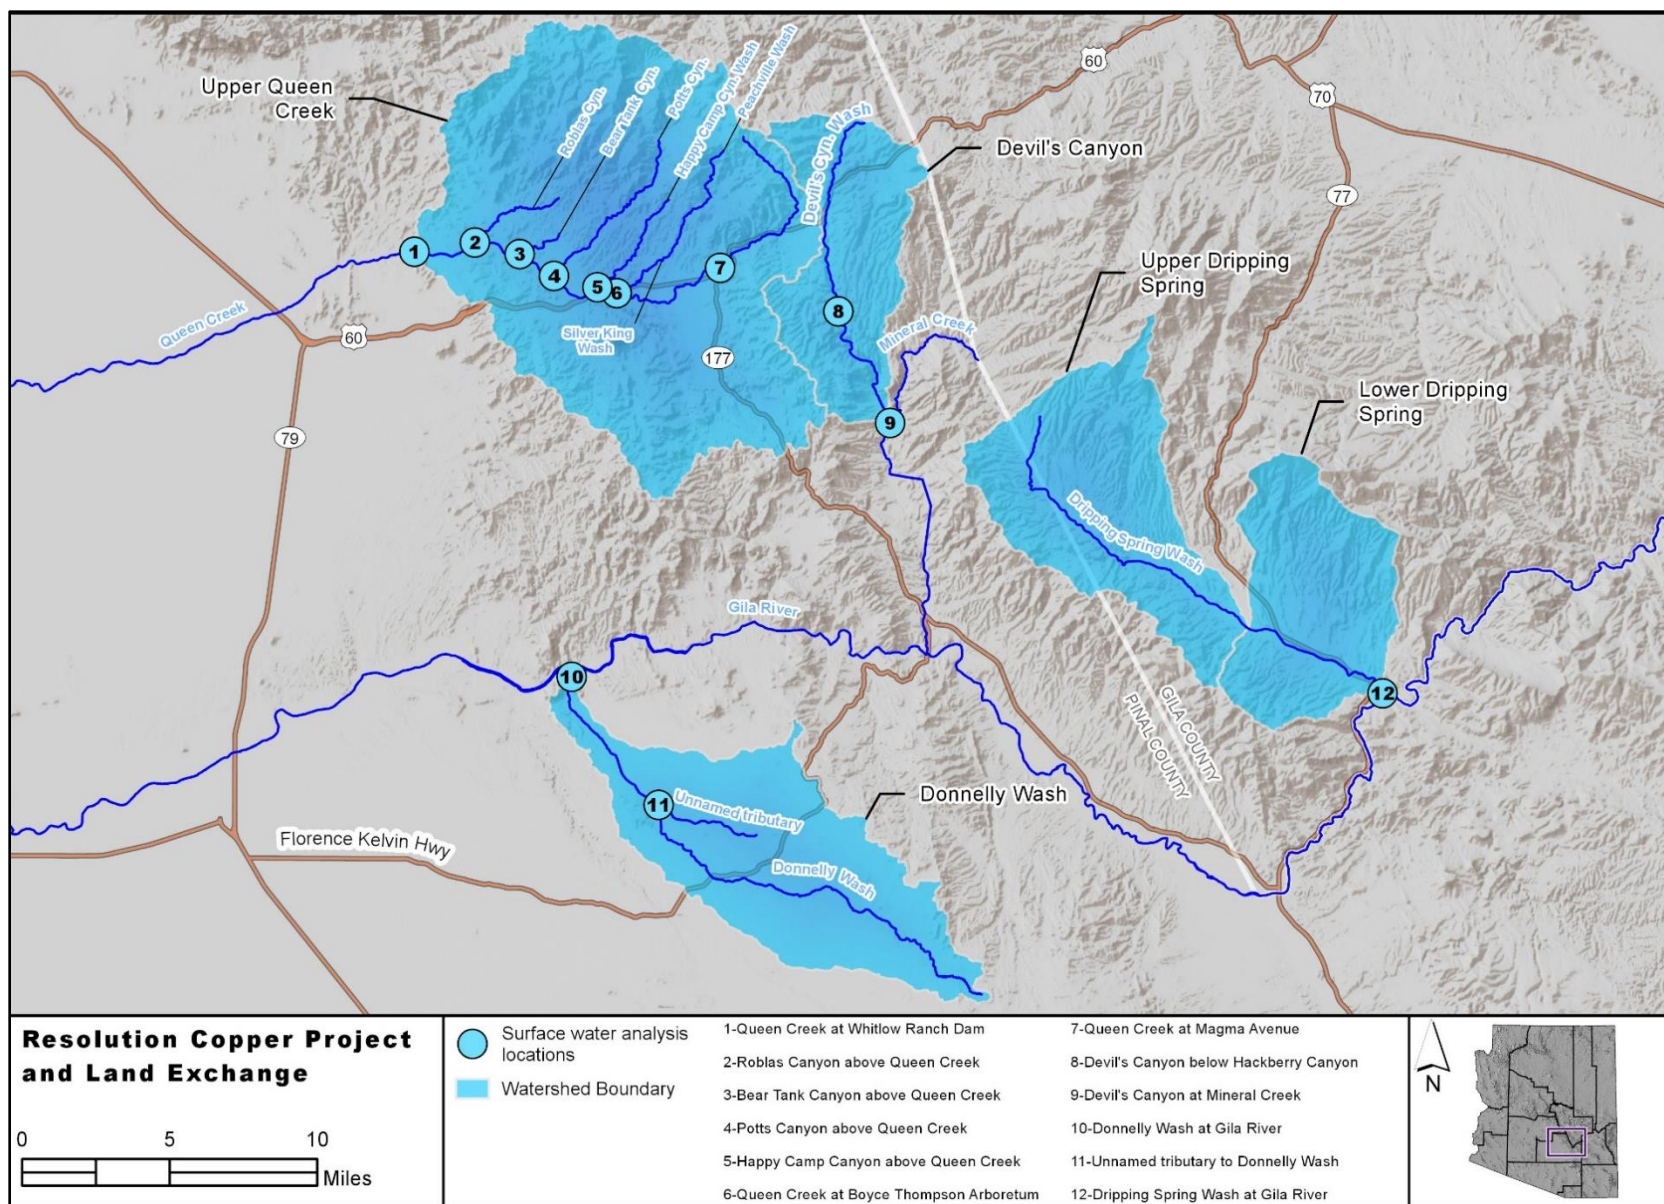 Upper Queen
Creek
Roblas Cyn.
Bear Tank Cyn.
Potts Cyn.
Happy Camp Cyn. Wash
Peachville Wash
Devil's Cyn. Wash
60
70
Devil's Canyon
77
1
2
3
4
5
6
7
8
9
Upper Dripping
Spring
Queen Creek
60
Silver King
Wash
177
Mineral Creek
Lower Dripping
Spring
79
Dripping Spring Wash
Gila River
10
12
GILA COUNTY
PINAL COUNTY
11
Unnamed tributary
Donnelly Wash
Florence Kelvin Hwy
Donnelly Wash
Resolution Copper Project
and Land Exchange
0 5 10
Miles
Surface water analysis
locations
Watershed Boundary
1-Queen Creek at Whitlow Ranch Dam
2-Roblas Canyon above Queen Creek
3-Bear Tank Canyon above Queen Creek
4-Potts Canyon above Queen Creek
5-Happy Camp Canyon above Queen Creek
6-Queen Creek at Boyce Thompson Arboretum
7-Queen Creek at Magma Avenue
8-Devil's Canyon below Hackberry Canyon
9-Devil's Canyon at Mineral Creek
10-Donnelly Wash at Gila River
11-Unnamed tributary to Donnelly Wash
12-Dripping Spring Wash at Gila River
N